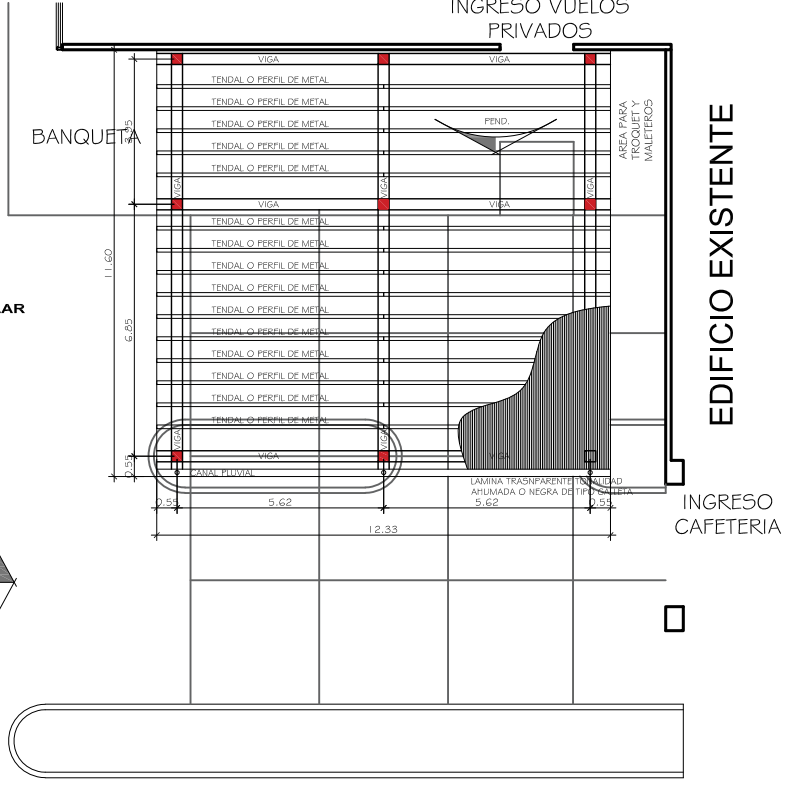 INGRESO VUELOS
PRIVADOS
VIGA
VIGA
TENDAL O PERFIL DE METAL
TENDAL O PERFIL DE METAL
TENDAL O PERFIL DE METAL
TENDAL O PERFIL DE METAL
TENDAL O PERFIL DE METAL
PEND.
BANQUETA
AREA PARA
TROQUET Y
MALETEROS
EDIFICIO EXISTENTE
VIGA
VIGA
VIGA
VIGA
VIGA
TENDAL O PERFIL DE METAL
TENDAL O PERFIL DE METAL
TENDAL O PERFIL DE METAL
TENDAL O PERFIL DE METAL
TENDAL O PERFIL DE METAL
TENDAL O PERFIL DE METAL
TENDAL O PERFIL DE METAL
TENDAL O PERFIL DE METAL
TENDAL O PERFIL DE METAL
TENDAL O PERFIL DE METAL
11.60
6.85
0.55
AR
VIGA
VIGA
VIGA
VIGA
CANAL PLUVIAL
LAMINA TRASNPARENTE TONALIDAD
AHUMADA O NEGRA DE TIPO GALLETA
0.55
5.62
5.62
0.55
12.33
INGRESO
CAFETERIA